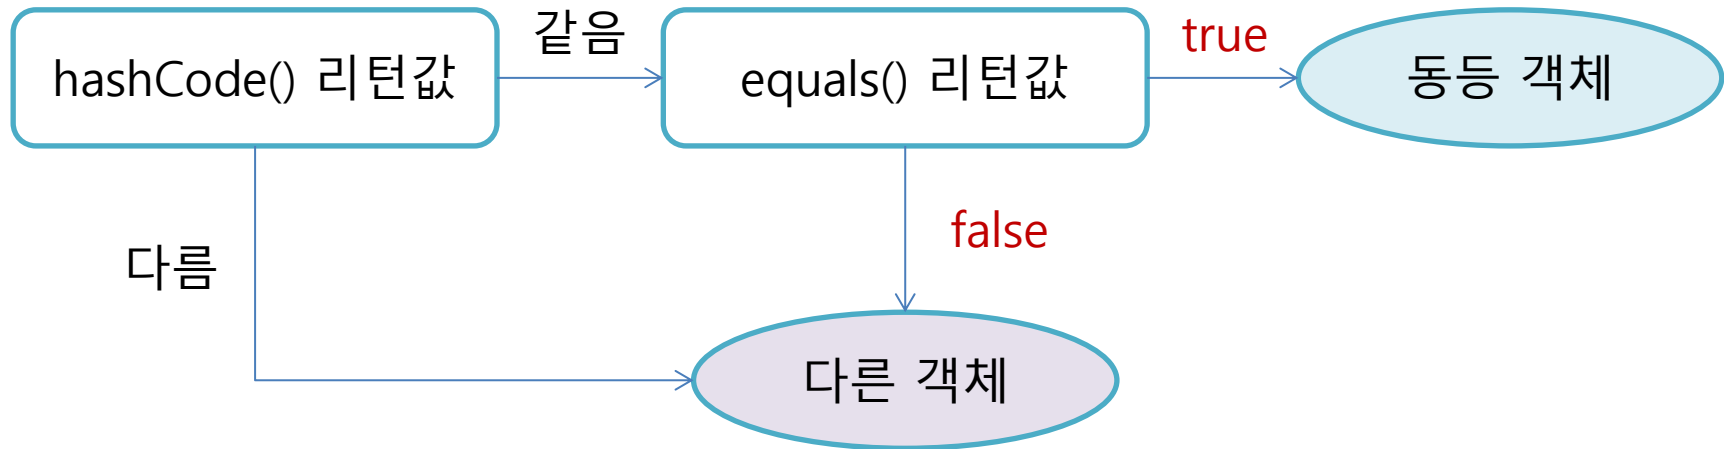 hashCode() 리턴값
같음
equals() 리턴값
true
동등 객체
다름
false
다른 객체